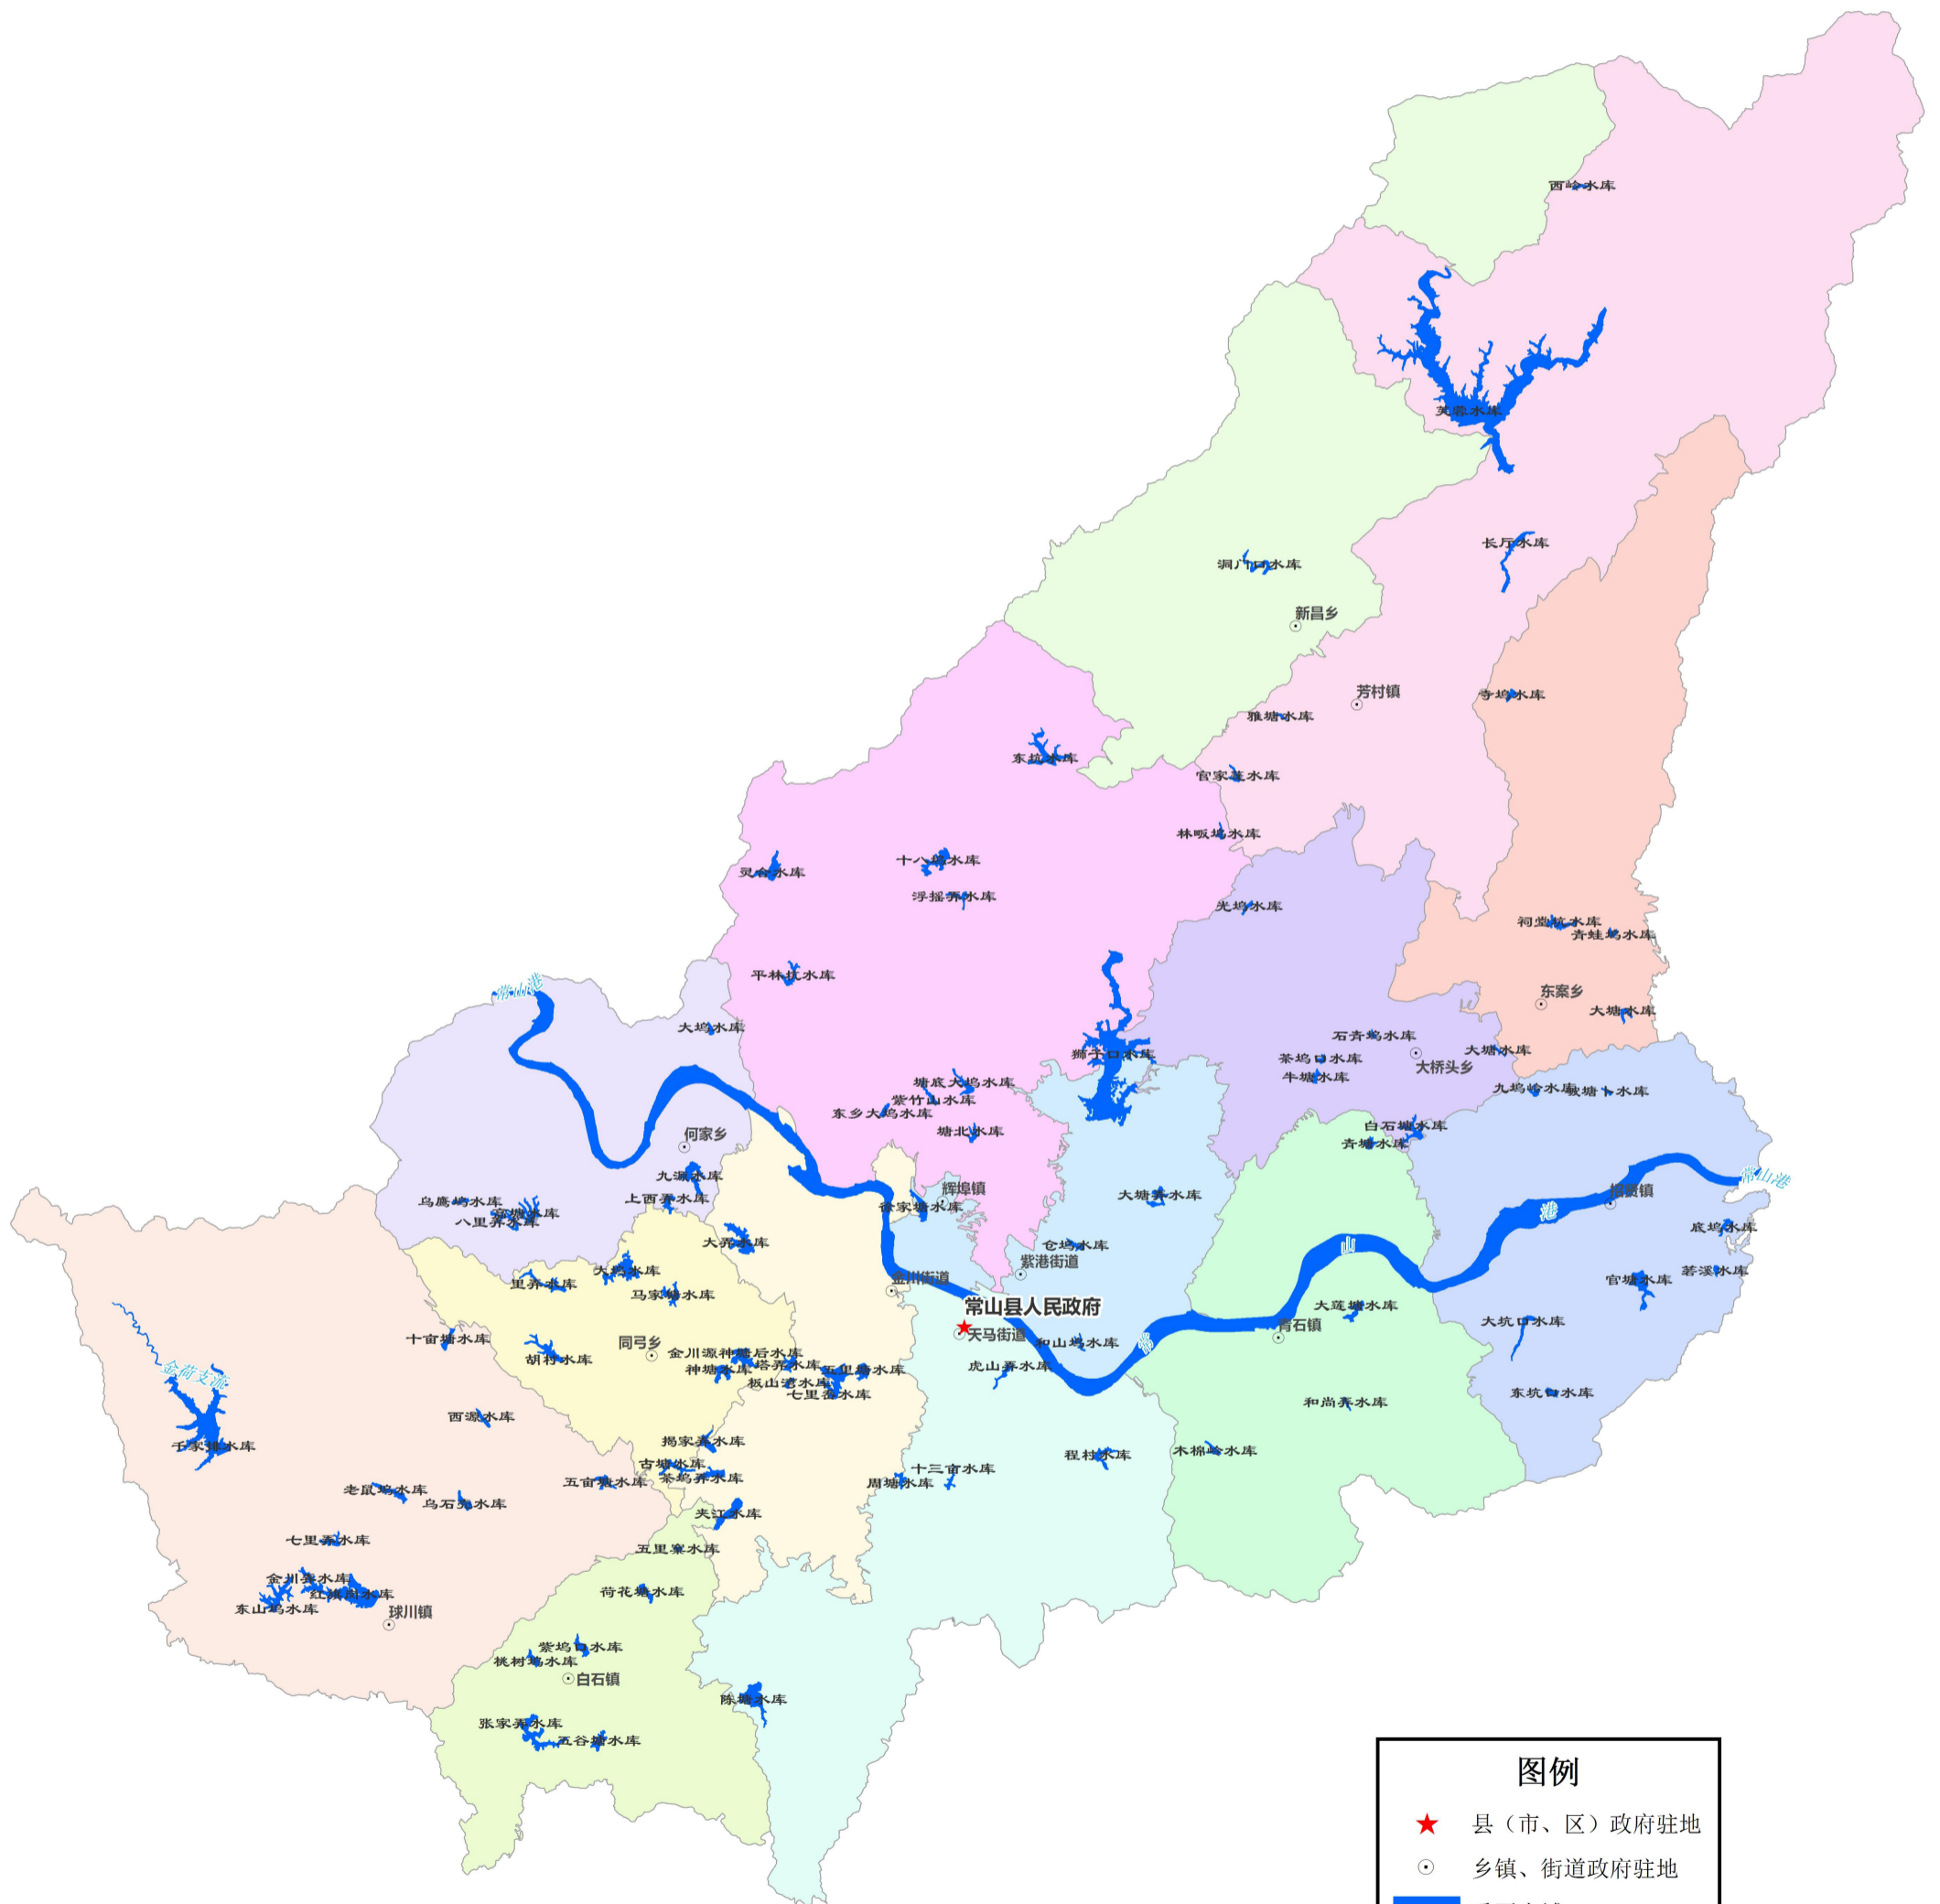 西岭水库
芙蓉水库
长厅水库
洞门口水库
新昌乡
芳村镇
寺坞水库
雅塘水库
东坑水库
官家蓬水库
林畈坞水库
十八坞水库
灵合水库
浮摇弄水库
光坞水库
祠堂坑水库
青蛙坞水库
平林坑水库
常山港
东案乡
大塘水库
大坞水库
石青坞水库
狮子口水库
茶坞口水库
大桥头乡
大塘水库
牛塘水库
塘底大坞水库
九坞岭水库
紫竹山水库
东乡大坞水库
塘北水库
白石塘水库
青塘水库
何家乡
九源水库
常山港
辉埠镇
招贤镇
上西弄水库
大塘弄水库
乌鹰坞水库
徐家塘水库
八里弄水库
港
底坞水库
大弄水库
仓坞水库
山
紫港街道
大坞水库
里弄水库
金川街道
官塘水库
若溪水库
马家塘水库
常山县人民政府
大莲塘水库
大坑口水库
青石镇
天马街道
十亩塘水库
同弓乡
和山坞水库
常
胡村水库
金川源神塘后水库
塔弄水库
神塘水库
五里塘水库
虎山弄水库
金荷支流
板山湾水库
七里畓水库
东坑口水库
和尚弄水库
西源水库
揭家弄水库
千家排水库
木棉岭水库
程村水库
古塘水库
十三亩水库
茶坞弄水库
五亩塘水库
周塘水库
老鼠坞水库
乌石弄水库
夹江水库
七里弄水库
五里寨水库
金川弄水库
红旗岗水库
荷花塘水库
东山坞水库
球川镇
紫坞口水库
桃树坞水库
白石镇
陈塘水库
张家弄水库
五谷塘水库
图例
县（市、区）政府驻地
乡镇、街道政府驻地